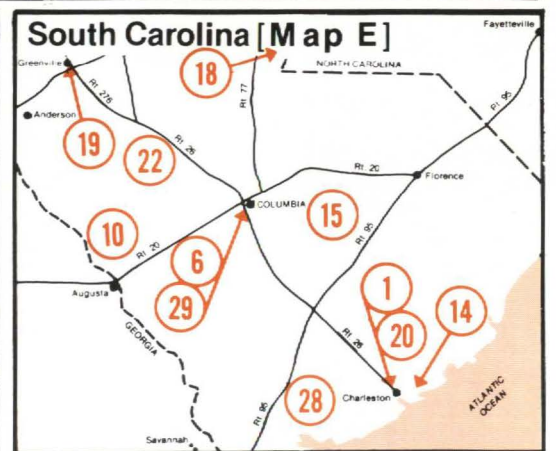 South Carolina [Map E]
Fayetteville
Greenville
18
NORTH CAROLINA
Rt. 276
Rt. 77
Rt. 95
Anderson
19
22
Rt. 26
Rt. 20
Florence
COLUMBIA
15
10
Rt. 20
Rt. 95
6
1
Augusta
29
14
20
GEORGIA
Rt. 26
28
Charleston
ATLANTIC
OCEAN
Rt. 95
Savannah